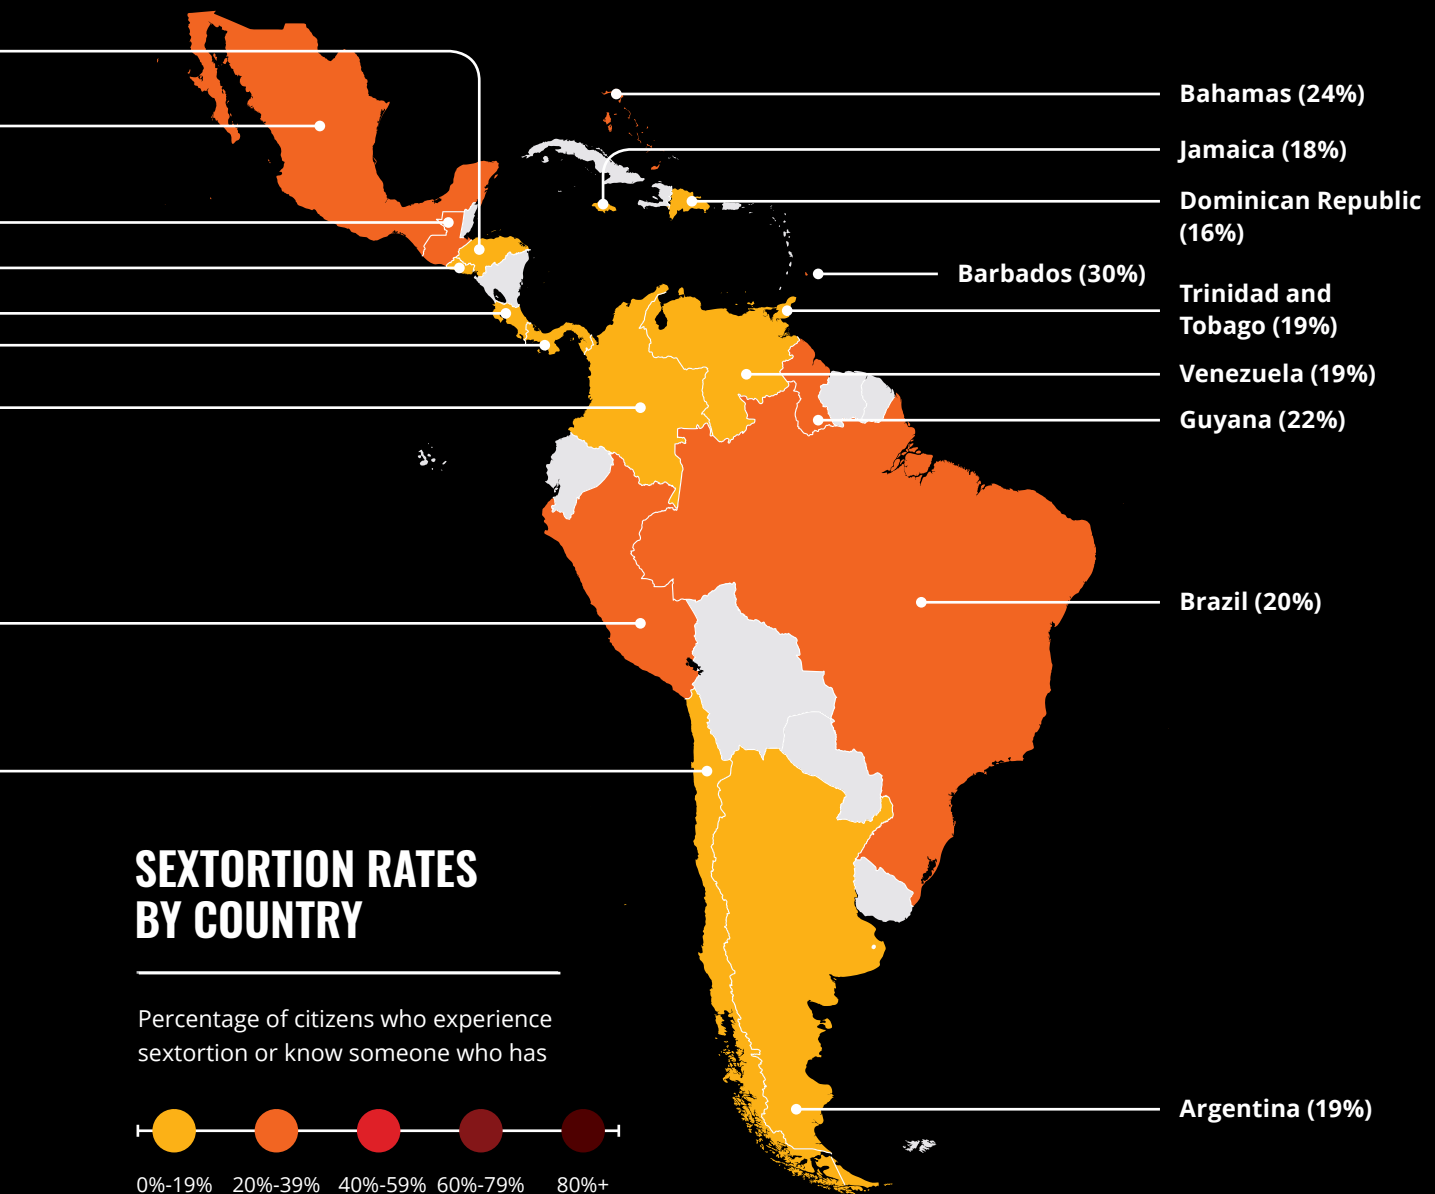 Bahamas (24%)
Jamaica (18%)
Dominican Republic
(16%)
Barbados (30%)
Trinidad and
Tobago (19%)
Venezuela (19%)
Guyana (22%)
Brazil (20%)
SEXTORTION RATES
BY COUNTRY
Percentage of citizens who experience
sextortion or know someone who has
Argentina (19%)
0%-19% 20%-39% 40%-59% 60%-79% 80%+